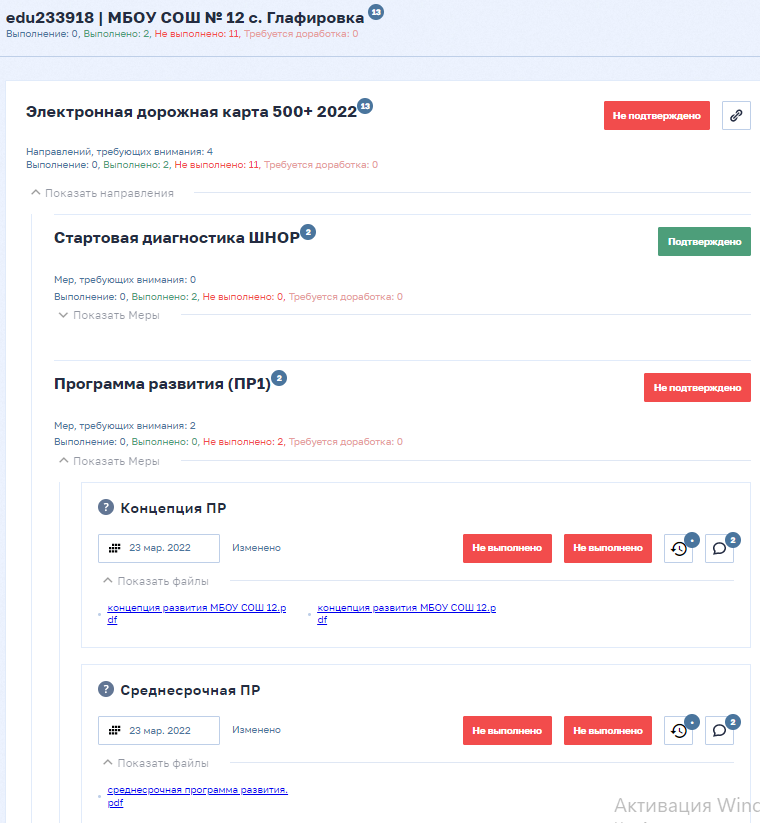 edu233918 | МБОУ СОШ № 12 с. Глафировка 13
Выполнение: 0, Выполнено: 2, Не выполнено: 11, Требуется доработка: 0
Электронная дорожная карта 500+ 2022 13
Не подтверждено
Направлений, требующих внимания: 4
Выполнение: 0, Выполнено: 2, Не выполнено: 11, Требуется доработка: 0
Показать направления
Стартовая диагностика ШНОР 2
Подтверждено
Мер, требующих внимания: 0
Выполнение: 0, Выполнено: 2, Не выполнено: 0, Требуется доработка: 0
Показать Меры
Программа развития (ПР1) 2
Не подтверждено
Мер, требующих внимания: 2
Выполнение: 0, Выполнено: 0, Не выполнено: 2, Требуется доработка: 0
Показать Меры
? Концепция ПР
23 мар. 2022 Изменено Не выполнено Не выполнено 2
Показать файлы
концепция развития МБОУ СОШ 12.p концепция развития МБОУ СОШ 12.p
df df
? Среднесрочная ПР
23 мар. 2022 Изменено Не выполнено Не выполнено 2
Показать файлы
среднесрочная программа развития.
pdf
Активация Wind